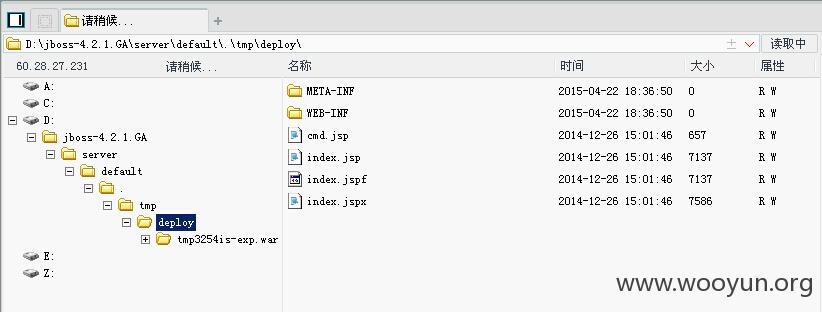 请稍候...
D:\jboss-4.2.1.GA\server\default\.\tmp\deploy\ 读取中
60.28.27.231 请稍候... 名称 时间 大小 属性
A:
C:
D:
jboss-4.2.1.GA
server
default
.
tmp
deploy
tmp3254is-exp.war
E:
Z:
META-INF 2015-04-22 18:36:50 0 R W
WEB-INF 2015-04-22 18:36:50 0 R W
cmd.jsp 2014-12-26 15:01:46 657 R W
index.jsp 2014-12-26 15:01:46 7137 R W
index.jspf 2014-12-26 15:01:46 7137 R W
index.jspx 2014-12-26 15:01:46 7586 R W
www.wooyun.org